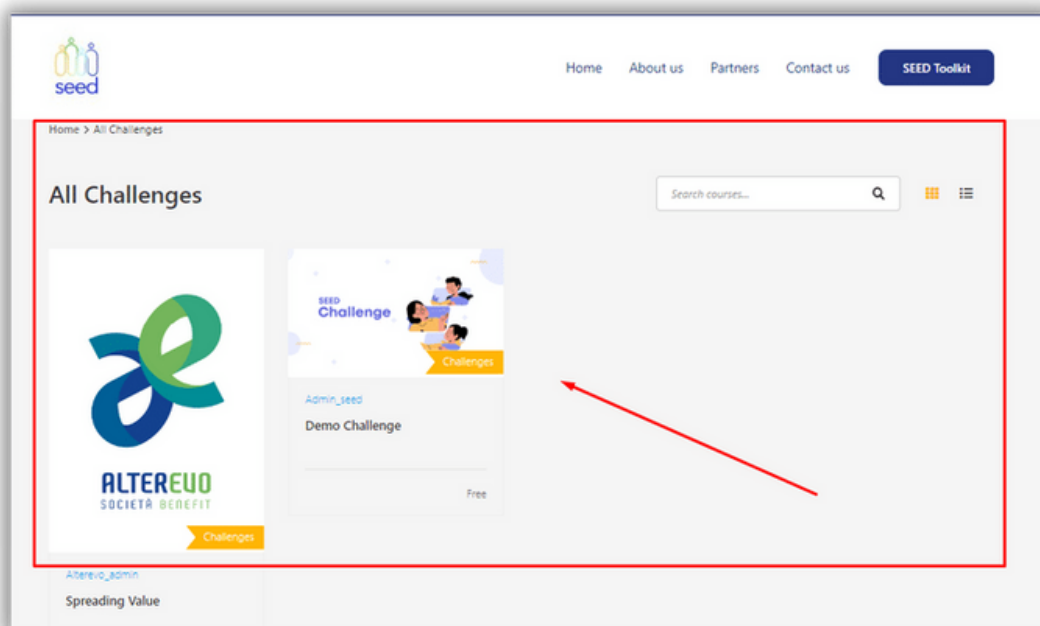 seed
Home About us Partners Contact us SEED Toolkit
Home > All Challenges
All Challenges
Search courses...
ALTEREVO
SOCIETÀ BENEFIT
Challenges
Alterevo_admin
Spreading Value
SEED
Challenge
Challenges
Admin_seed
Demo Challenge
Free